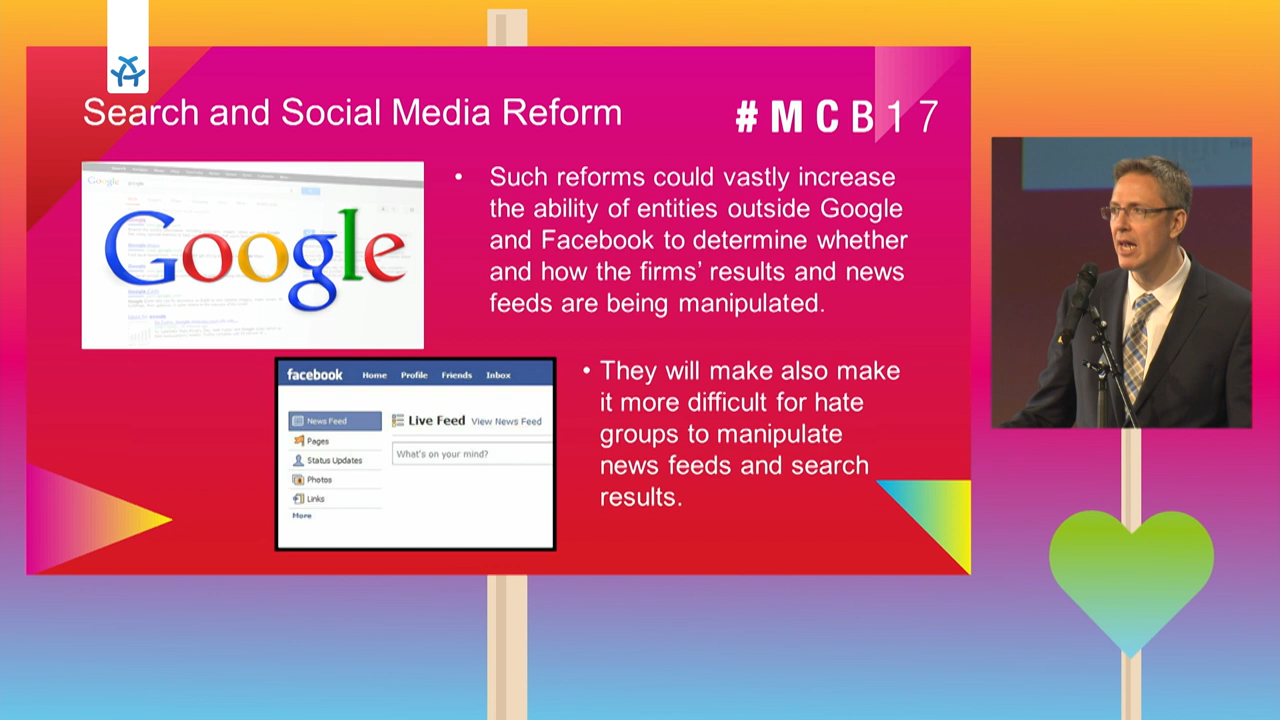 Search and Social Media Reform
#MCB17
Google
• Such reforms could vastly increase
the ability of entities outside Google
and Facebook to determine whether
and how the firms’ results and news
feeds are being manipulated.
facebook Home Profile Friends Inbox
News Feed
Live Feed View News Feed
Pages
What's on your mind?
Status Updates
Photos
Links
More
• They will make also make
it more difficult for hate
groups to manipulate
news feeds and search
results.